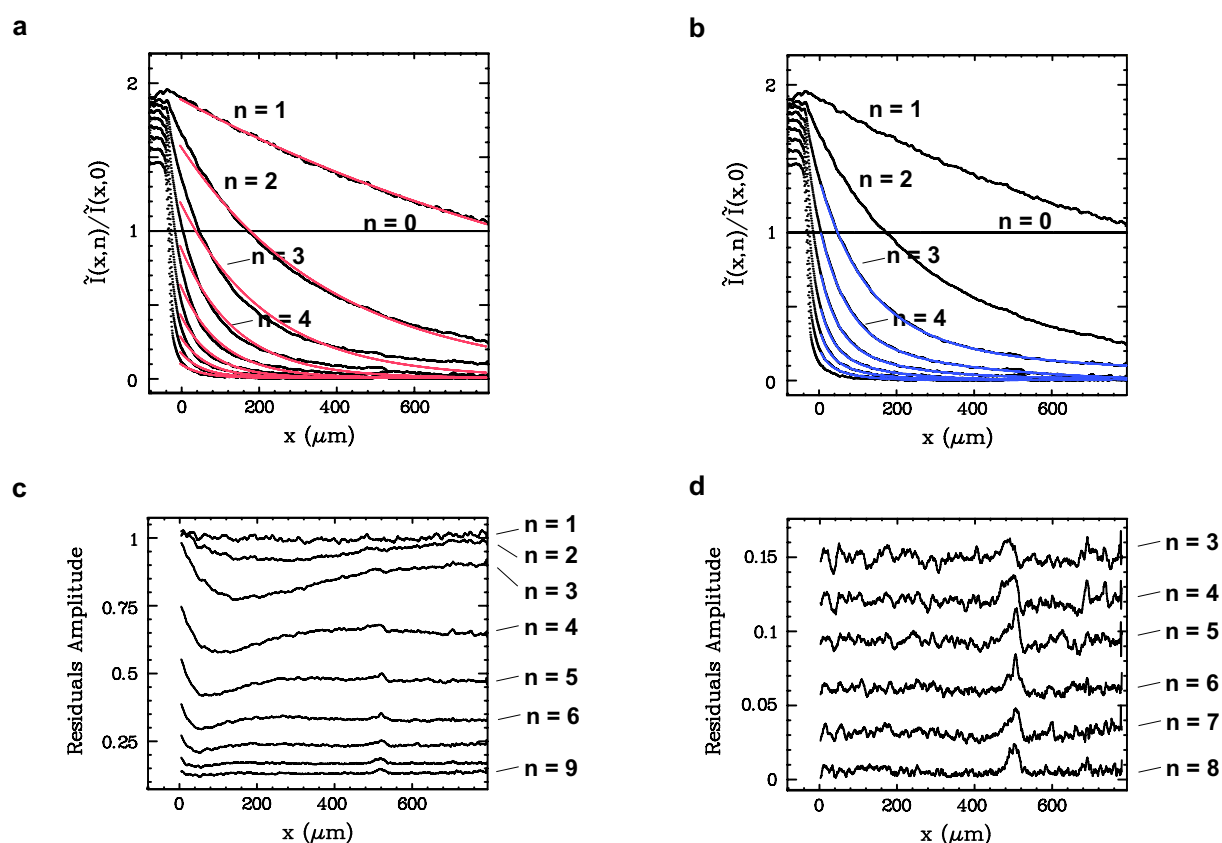 a
2
1
0
Ĩ(x,n)/Ĩ(x,0)
n = 1
n = 2
n = 0
n = 3
n = 4
0
200
400
600
x (μm)
b
2
1
0
Ĩ(x,n)/Ĩ(x,0)
n = 1
n = 2
n = 0
n = 3
n = 4
0
200
400
600
x (μm)
c
1
0.75
0.5
0.25
Residuals Amplitude
n = 1
n = 2
n = 3
n = 4
n = 5
n = 6
n = 9
0
200
400
600
x (μm)
d
0.15
0.1
0.05
0
Residuals Amplitude
n = 3
n = 4
n = 5
n = 6
n = 7
n = 8
0
200
400
600
x (μm)